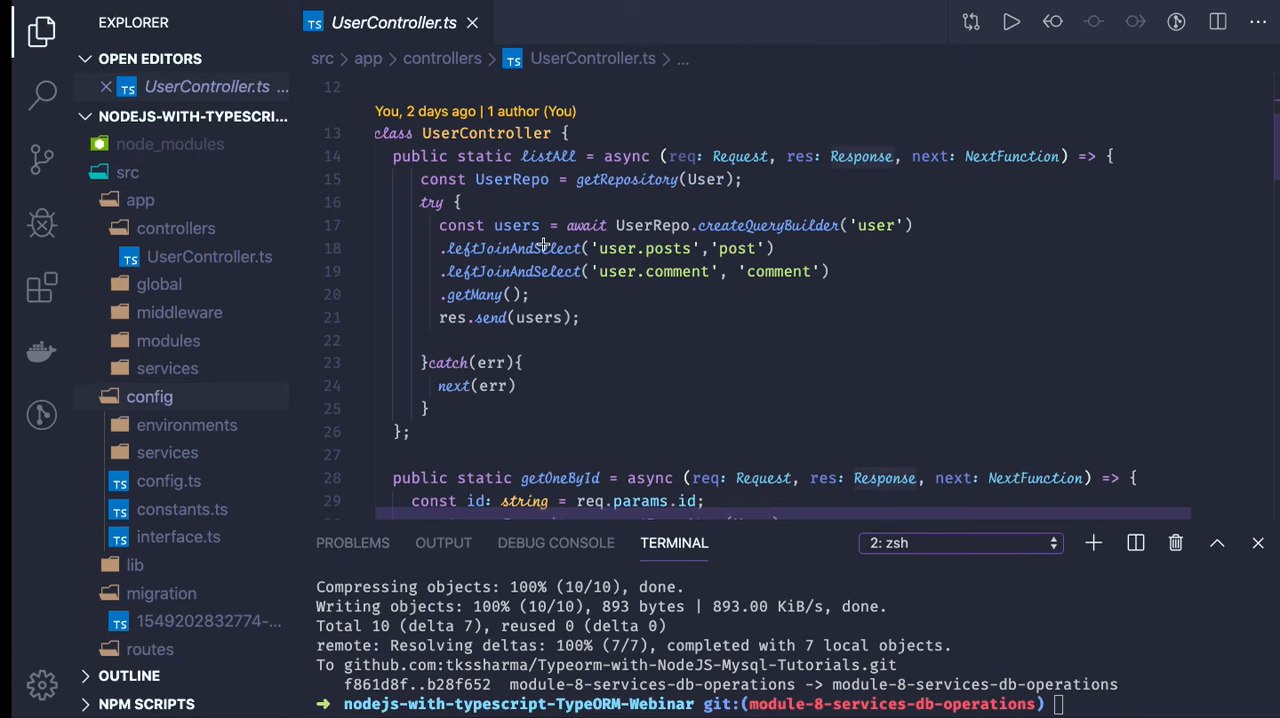 EXPLORER
OPEN EDITORS
TS UserController.ts ...
NODEJS-WITH-TYPESCRI...
node_modules
src
app
controllers
TS UserController.ts
global
middleware
modules
services
config
environments
services
TS config.ts
TS constants.ts
TS interface.ts
lib
migration
TS 1549202832774-...
routes
OUTLINE
NPM SCRIPTS
TS UserController.ts
src > app > controllers > TS UserController.ts > ...
12
You, 2 days ago | 1 author (You)
13 class UserController {
14 public static listAll = async (req: Request, res: Response, next: NextFunction) => {
15 const UserRepo = getRepository(User);
16 try {
17 const users = await UserRepo.createQueryBuilder('user')
18 .leftJoinAndSelect('user.posts','post')
19 .leftJoinAndSelect('user.comment', 'comment')
20 .getMany();
21 res.send(users);
22
23 }catch(err){
24 next(err)
25 }
26 };
27
28 public static getOneById = async (req: Request, res: Response, next: NextFunction) => {
29 const id: string = req.params.id;
PROBLEMS OUTPUT DEBUG CONSOLE TERMINAL 2: zsh
Compressing objects: 100% (10/10), done.
Writing objects: 100% (10/10), 893 bytes | 893.00 KiB/s, done.
Total 10 (delta 7), reused 0 (delta 0)
remote: Resolving deltas: 100% (7/7), completed with 7 local objects.
To github.com:tkssharma/Typeorm-with-NodeJS-Mysql-Tutorials.git
f861d8f..b28f652 module-8-services-db-operations -> module-8-services-db-operations
➜ nodejs-with-typescript-TypeORM-Webinar git:(module-8-services-db-operations)